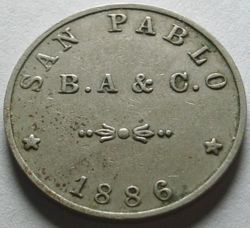 SAN PABLO
B. A & C.
1886